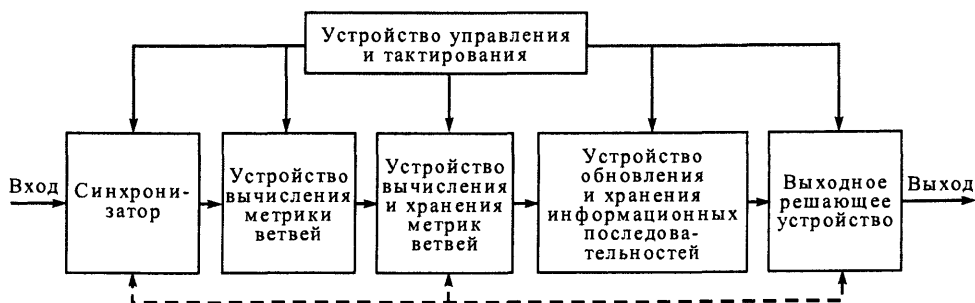 Устройство управления
и тактирования
Вход
Синхрони-
затор
Устройство
вычисления
метрики
ветвей
Устройство
вычисления
и хранения
метрик
ветвей
Устройство
обновления
и хранения
информационных
последова-
тельностей
Выходное
решающее
устройство
Выход